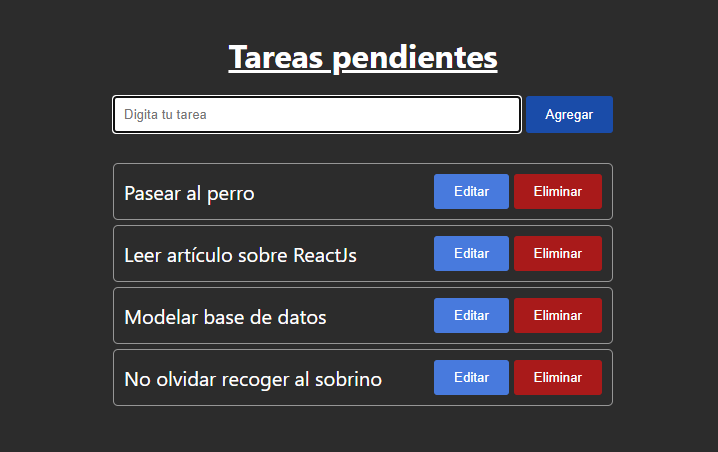 Tareas pendientes
Digita tu tarea Agregar
Pasear al perro Editar Eliminar
Leer artículo sobre ReactJs Editar Eliminar
Modelar base de datos Editar Eliminar
No olvidar recoger al sobrino Editar Eliminar